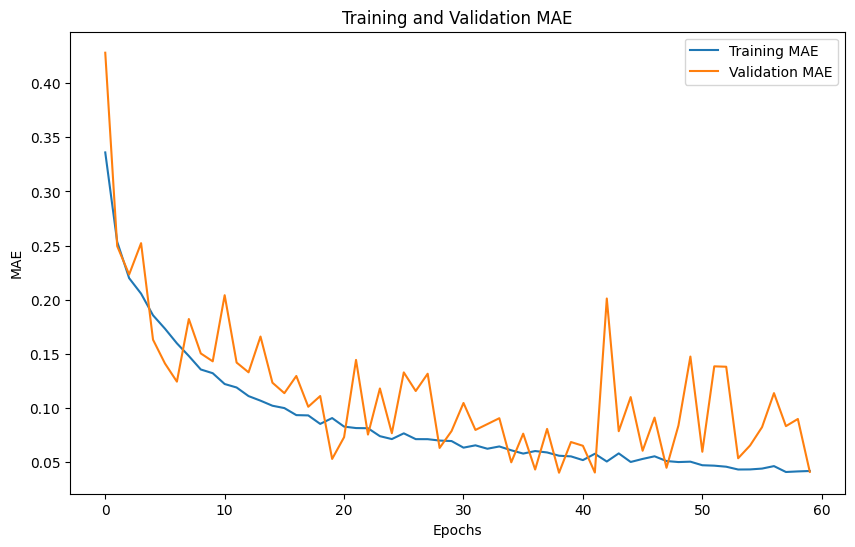 Training and Validation MAE
Training MAE
Validation MAE
MAE
0.40
0.35
0.30
0.25
0.20
0.15
0.10
0.05
0 10 20 30 40 50 60
Epochs